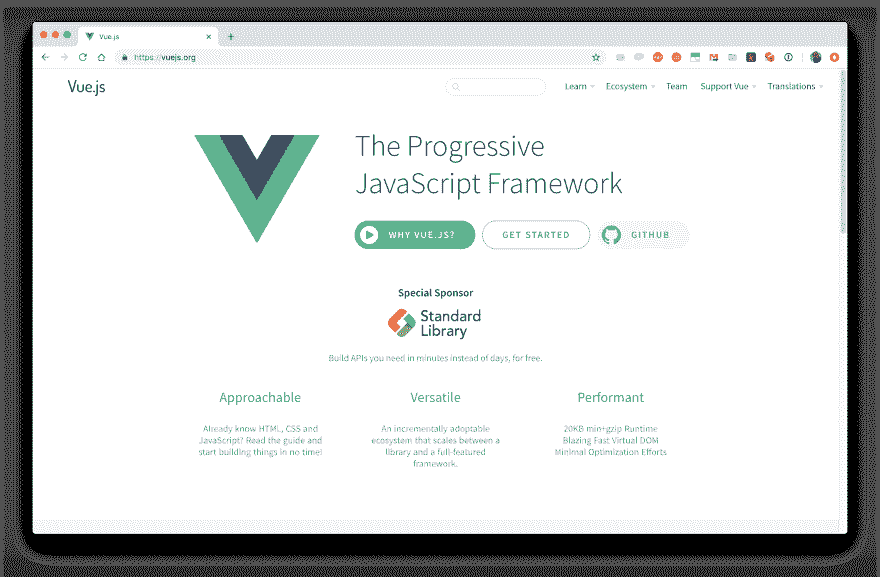 Vue.js
https://vuejs.org
Vue.js
Learn
Ecosystem
Team
Support Vue
Translations
The Progressive
JavaScript Framework
WHY VUE.JS?
GET STARTED
GITHUB
Special Sponsor
Standard
Library
Build APIs you need in minutes instead of days, for free.
Approachable
Already know HTML, CSS and
JavaScript? Read the guide and
start building things in no time!
Versatile
An incrementally adoptable
ecosystem that scales between a
library and a full-featured
framework.
Performant
20KB min+gzip Runtime
Blazing Fast Virtual DOM
Minimal Optimization Efforts